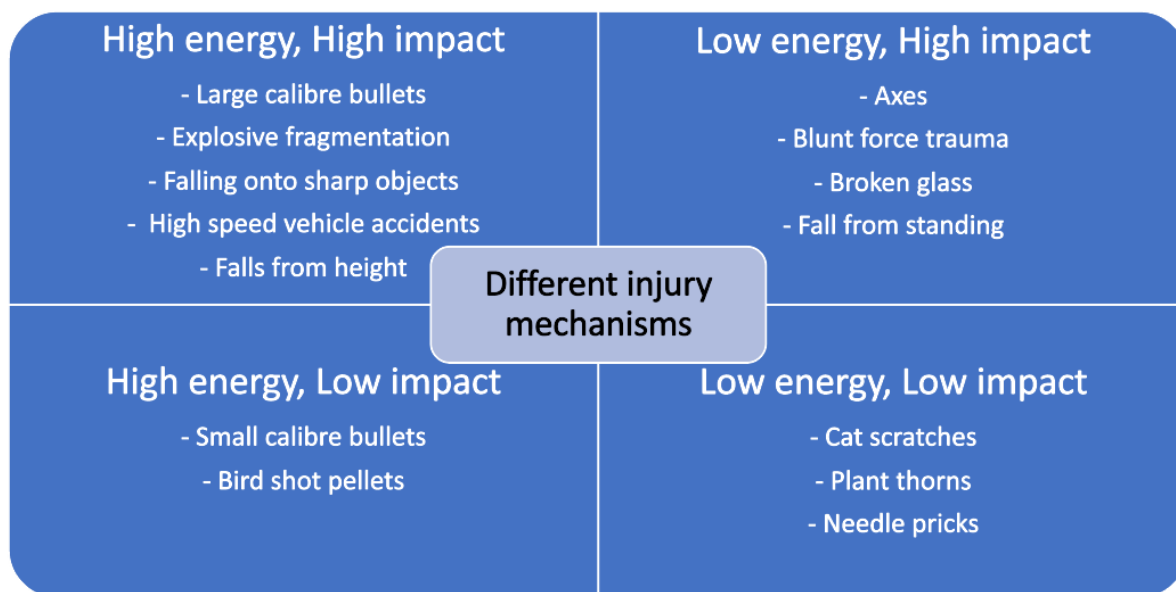 High energy, High impact
- Large calibre bullets
- Explosive fragmentation
- Falling onto sharp objects
- High speed vehicle accidents
- Falls from height
Low energy, High impact
- Axes
- Blunt force trauma
- Broken glass
- Fall from standing
Different injury
mechanisms
High energy, Low impact
- Small calibre bullets
- Bird shot pellets
Low energy, Low impact
- Cat scratches
- Plant thorns
- Needle pricks